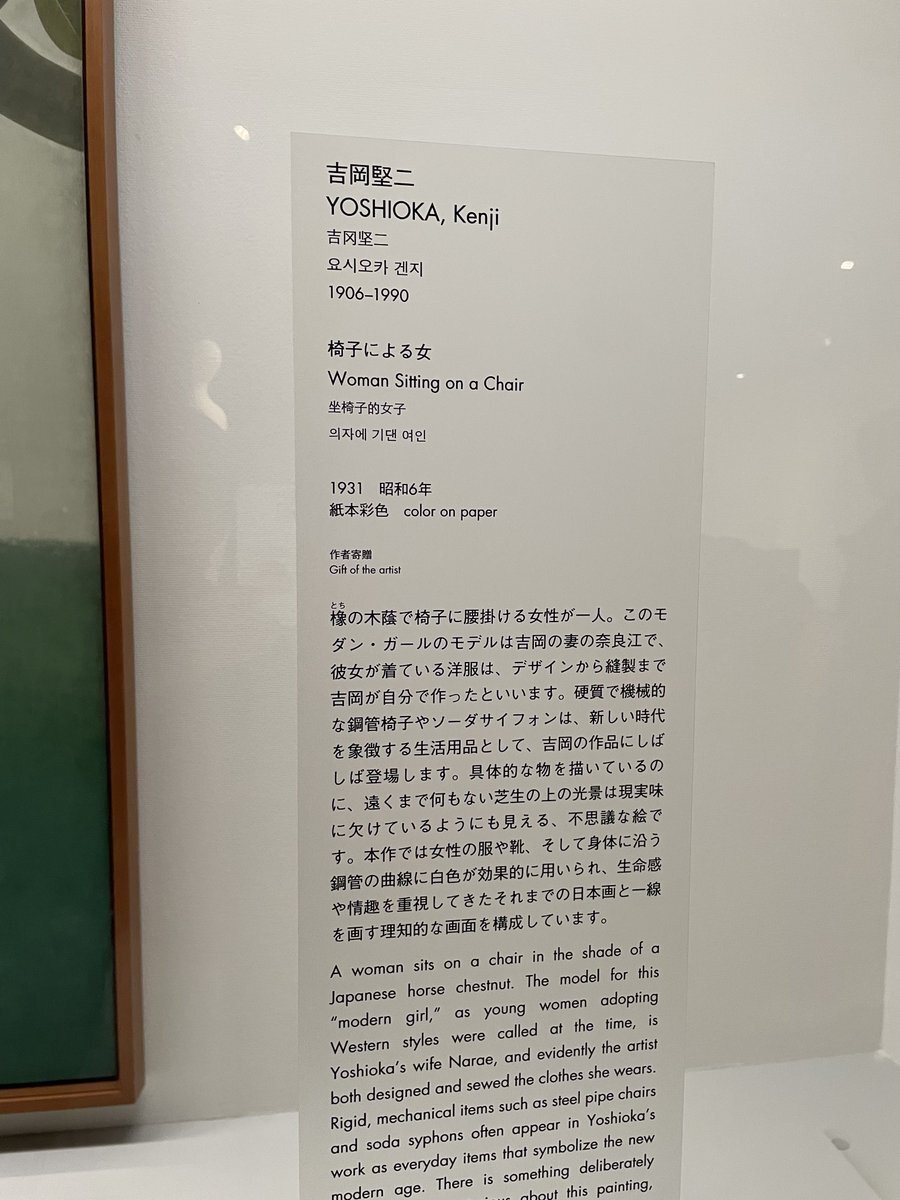 吉岡堅二
YOSHIOKA, Kenji
吉冈坚二
요시오카 겐지
1906–1990
椅子による女
Woman Sitting on a Chair
坐椅子的女子
의자에 기댄 여인
1931　昭和6年
紙本彩色　color on paper
作者寄贈
Gift of the artist
とち
橡の木蔭で椅子に腰掛ける女性が一人。このモ
ダン・ガールのモデルは吉岡の妻の奈良江で、
彼女が着ている洋服は、デザインから縫製まで
吉岡が自分で作ったといいます。硬質で機械的
な鋼管椅子やソーダサイフォンは、新しい時代
を象徴する生活用品として、吉岡の作品にしば
しば登場します。具体的な物を描いているの
に、遠くまで何もない芝生の上の光景は現実味
に欠けているようにも見える、不思議な絵で
す。本作では女性の服や靴、そして身体に沿う
鋼管の曲線に白色が効果的に用いられ、生命感
や情趣を重視してきたそれまでの日本画と一線
を画す理知的な画面を構成しています。
A woman sits on a chair in the shade of a
Japanese horse chestnut. The model for this
“modern girl,” as young women adopting
Western styles were called at the time, is
Yoshioka’s wife Narae, and evidently the artist
both designed and sewed the clothes she wears.
Rigid, mechanical items such as steel pipe chairs
and soda syphons often appear in Yoshioka’s
work as everyday items that symbolize the new
modern age. There is something deliberately
about this painting,